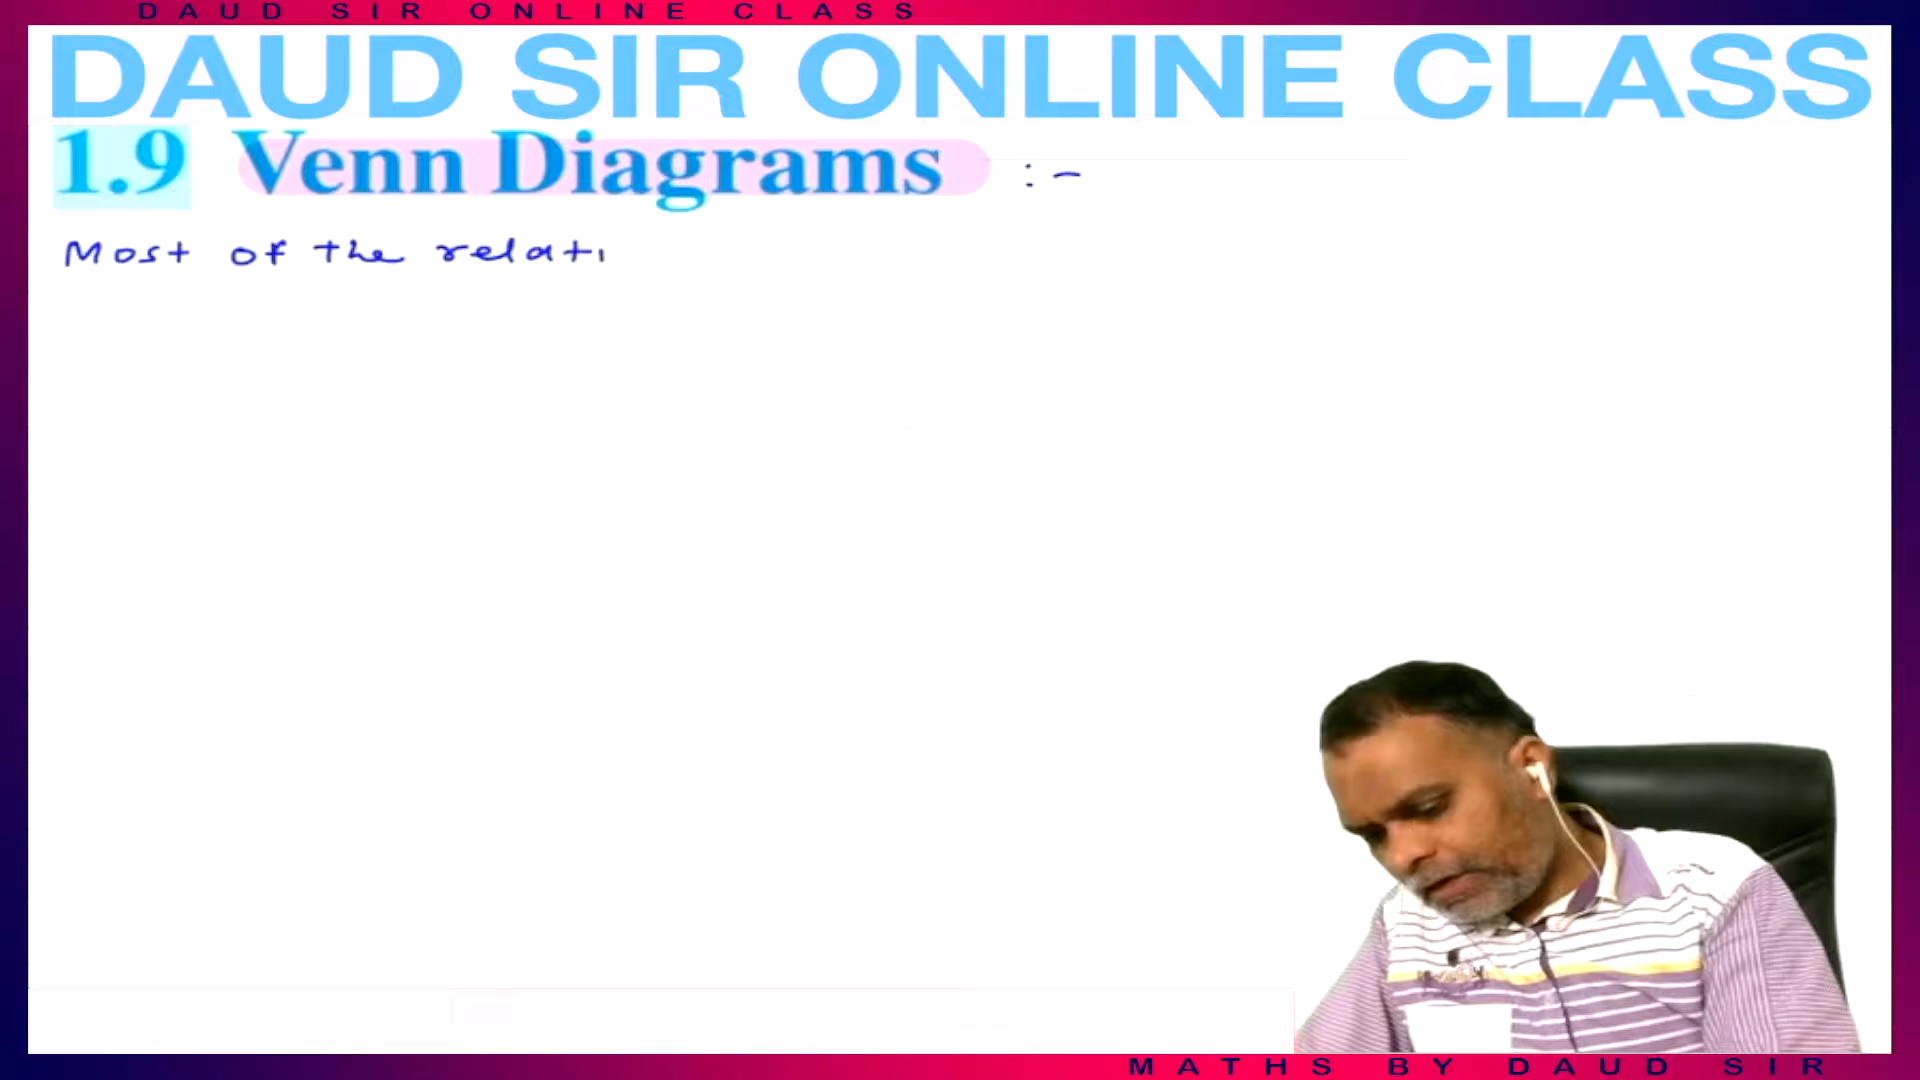 DAUD SIR ONLINE CLASS
DAUD SIR ONLINE CLASS
1.9 Venn Diagrams :-
Most of the relati
MATHS BY DAUD SIR